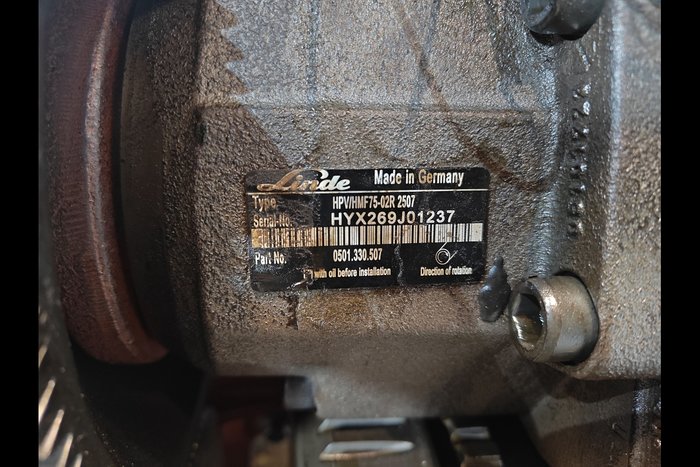 Linde Made in Germany
Type HPV/HMF75-02R 2507
Serial-No. HYX269J01237
Part No. 0501.330.507
with oil before installation Direction of rotation